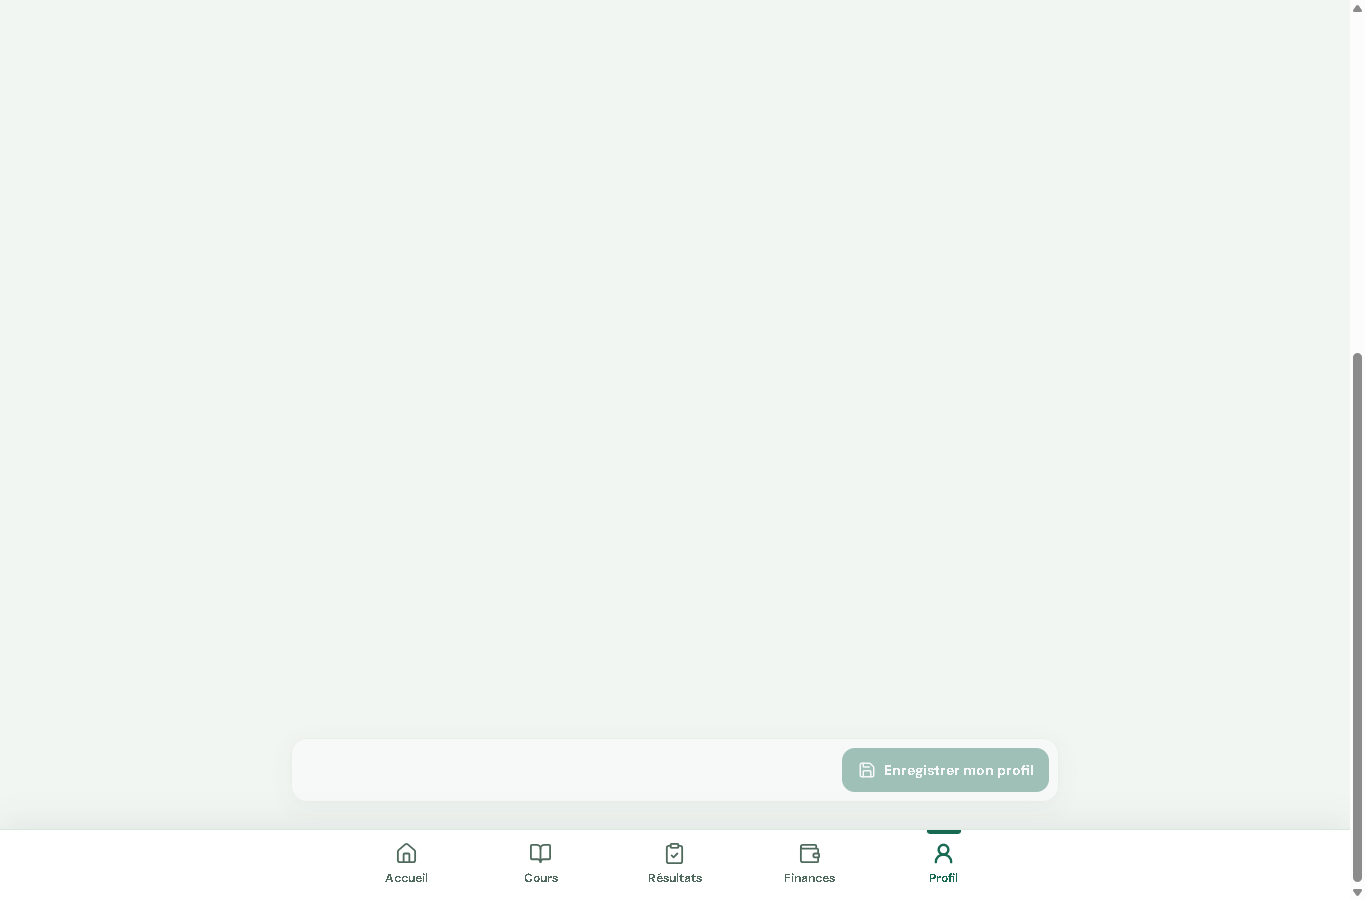 Enregistrer mon profil
Accueil
Cours
Résultats
Finances
Profil